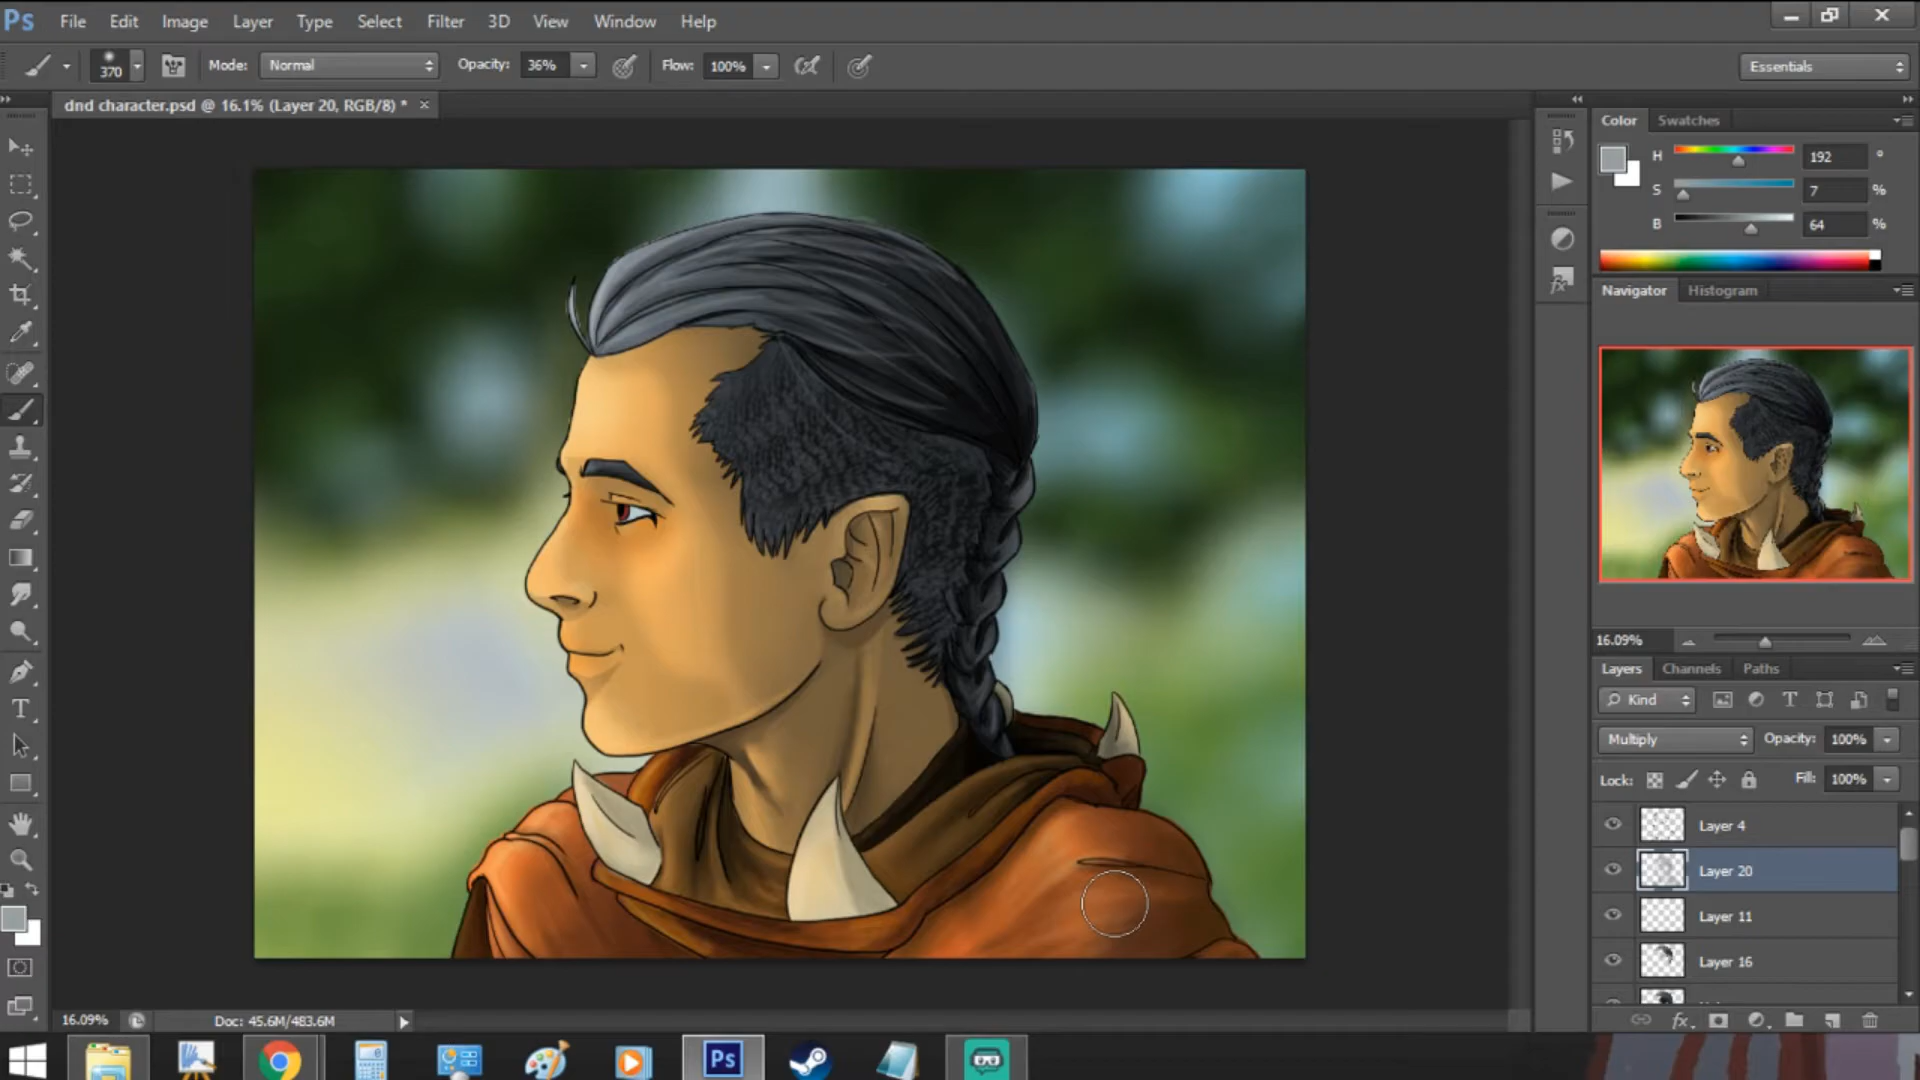 Ps File Edit Image Layer Type Select Filter 3D View Window Help
370 Mode: Normal Opacity: 36% Flow: 100% Essentials
dnd character.psd @ 16.1% (Layer 20, RGB/8) *
Color Swatches
H 192 °
S 7 %
B 64 %
Navigator Histogram
16.09%
Layers Channels Paths
Kind
Multiply Opacity: 100%
Lock: Fill: 100%
Layer 4
Layer 20
Layer 11
Layer 16
fx
16.09% Doc: 45.6M/483.6M
Ps